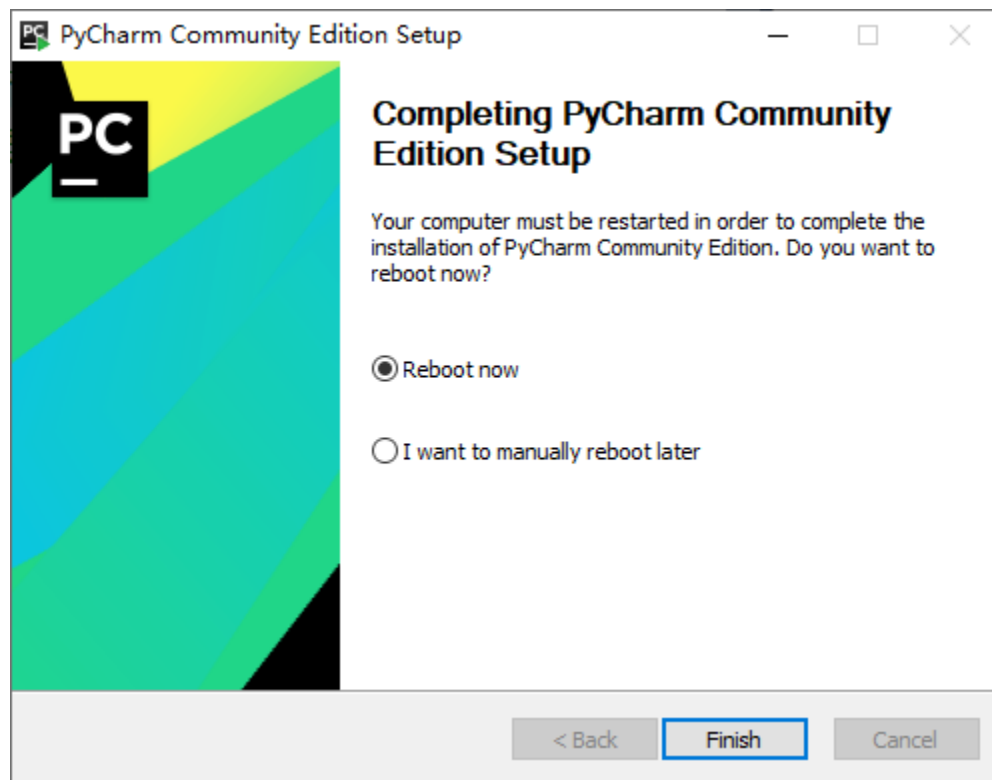 PyCharm Community Edition Setup
PC
Completing PyCharm Community
Edition Setup
Your computer must be restarted in order to complete the
installation of PyCharm Community Edition. Do you want to
reboot now?
Reboot now
I want to manually reboot later
< Back
Finish
Cancel